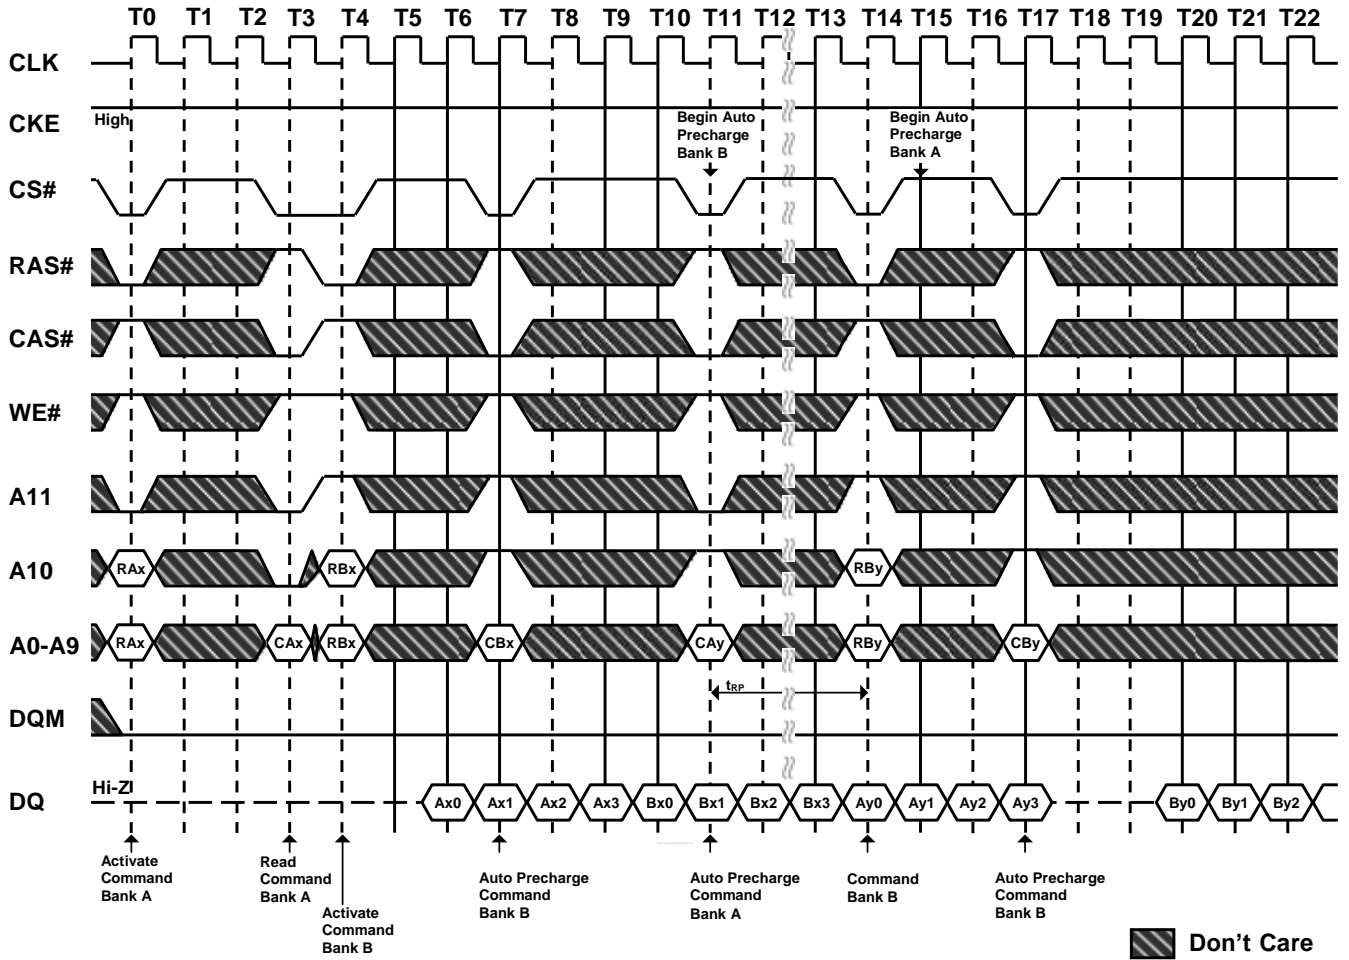 T0 T1 T2 T3 T4 T5 T6 T7 T8 T9 T10 T11 T12 T13 T14 T15 T16 T17 T18 T19 T20 T21 T22
CLK
CKE
High
Begin Auto
Precharge
Bank B
Begin Auto
Precharge
Bank A
CS#
RAS#
CAS#
WE#
A11
A10 RAx RBx RBy
A0-A9 RAx CAx RBx CBx CAy RBy CBy
tRP
DQM
Hi-Z
DQ Ax0 Ax1 Ax2 Ax3 Bx0 Bx1 Bx2 Bx3 Ay0 Ay1 Ay2 Ay3 By0 By1 By2
Activate
Command
Bank A
Read
Command
Bank A
Activate
Command
Bank B
Auto Precharge
Command
Bank B
Auto Precharge
Command
Bank A
Command
Bank B
Auto Precharge
Command
Bank B
Don't Care